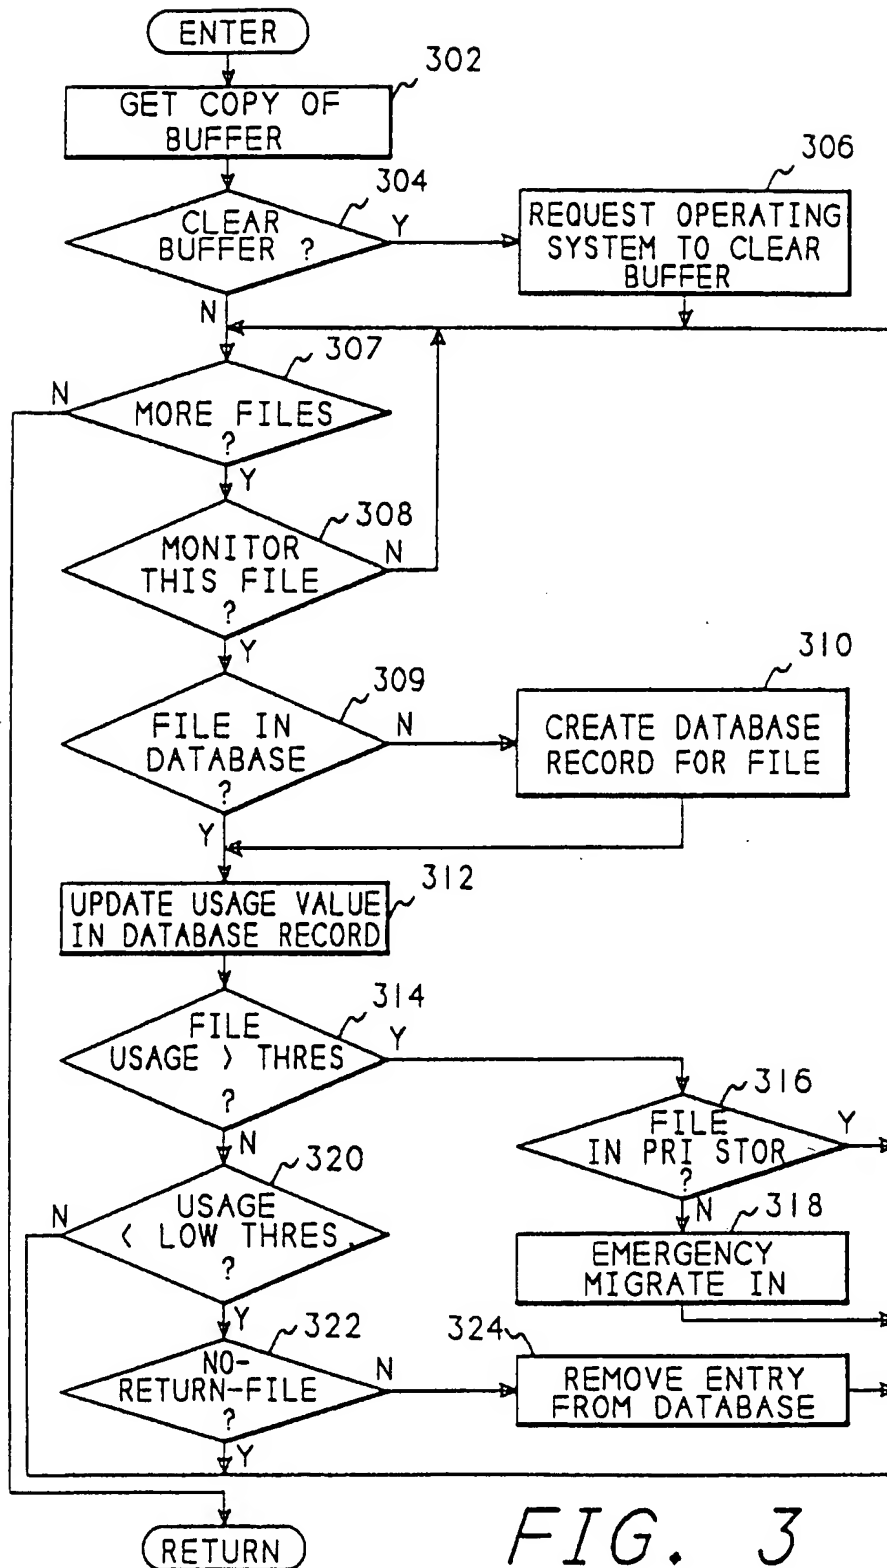 ENTER
302
GET COPY OF
BUFFER
304
CLEAR
BUFFER ?
Y
N
306
REQUEST OPERATING
SYSTEM TO CLEAR
BUFFER
307
N
MORE FILES
?
Y
308
MONITOR
THIS FILE
?
N
Y
309
FILE IN
DATABASE
?
N
Y
310
CREATE DATABASE
RECORD FOR FILE
312
UPDATE USAGE VALUE
IN DATABASE RECORD
314
FILE
USAGE > THRES
?
Y
N
316
FILE
IN PRI STOR
?
Y
N
318
EMERGENCY
MIGRATE IN
320
N
USAGE
< LOW THRES
?
Y
322
NO-
RETURN-FILE
?
N
Y
324
REMOVE ENTRY
FROM DATABASE
RETURN
FIG. 3